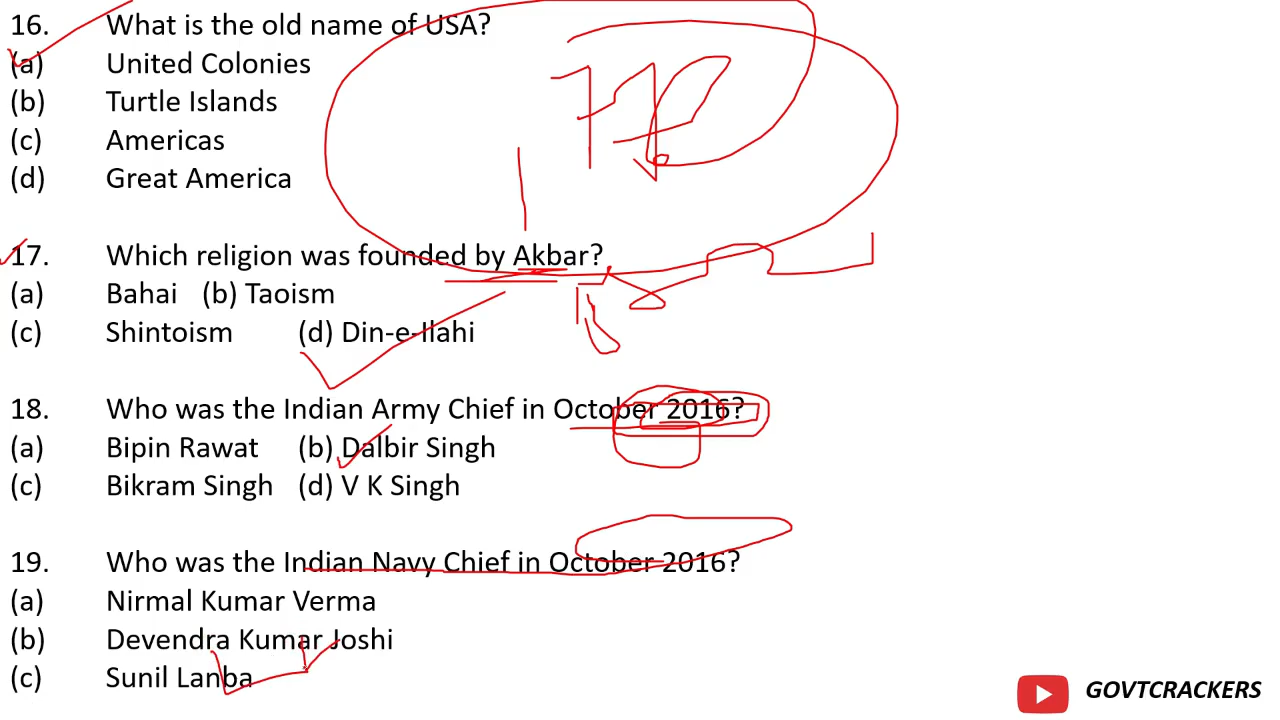 16. What is the old name of USA?
(a) United Colonies
(b) Turtle Islands
(c) Americas
(d) Great America
17. Which religion was founded by Akbar?
(a) Bahai (b) Taoism
(c) Shintoism (d) Din-e-Ilahi
18. Who was the Indian Army Chief in October 2016?
(a) Bipin Rawat (b) Dalbir Singh
(c) Bikram Singh (d) V K Singh
19. Who was the Indian Navy Chief in October 2016?
(a) Nirmal Kumar Verma
(b) Devendra Kumar Joshi
(c) Sunil Lanba
GOVTCRACKERS